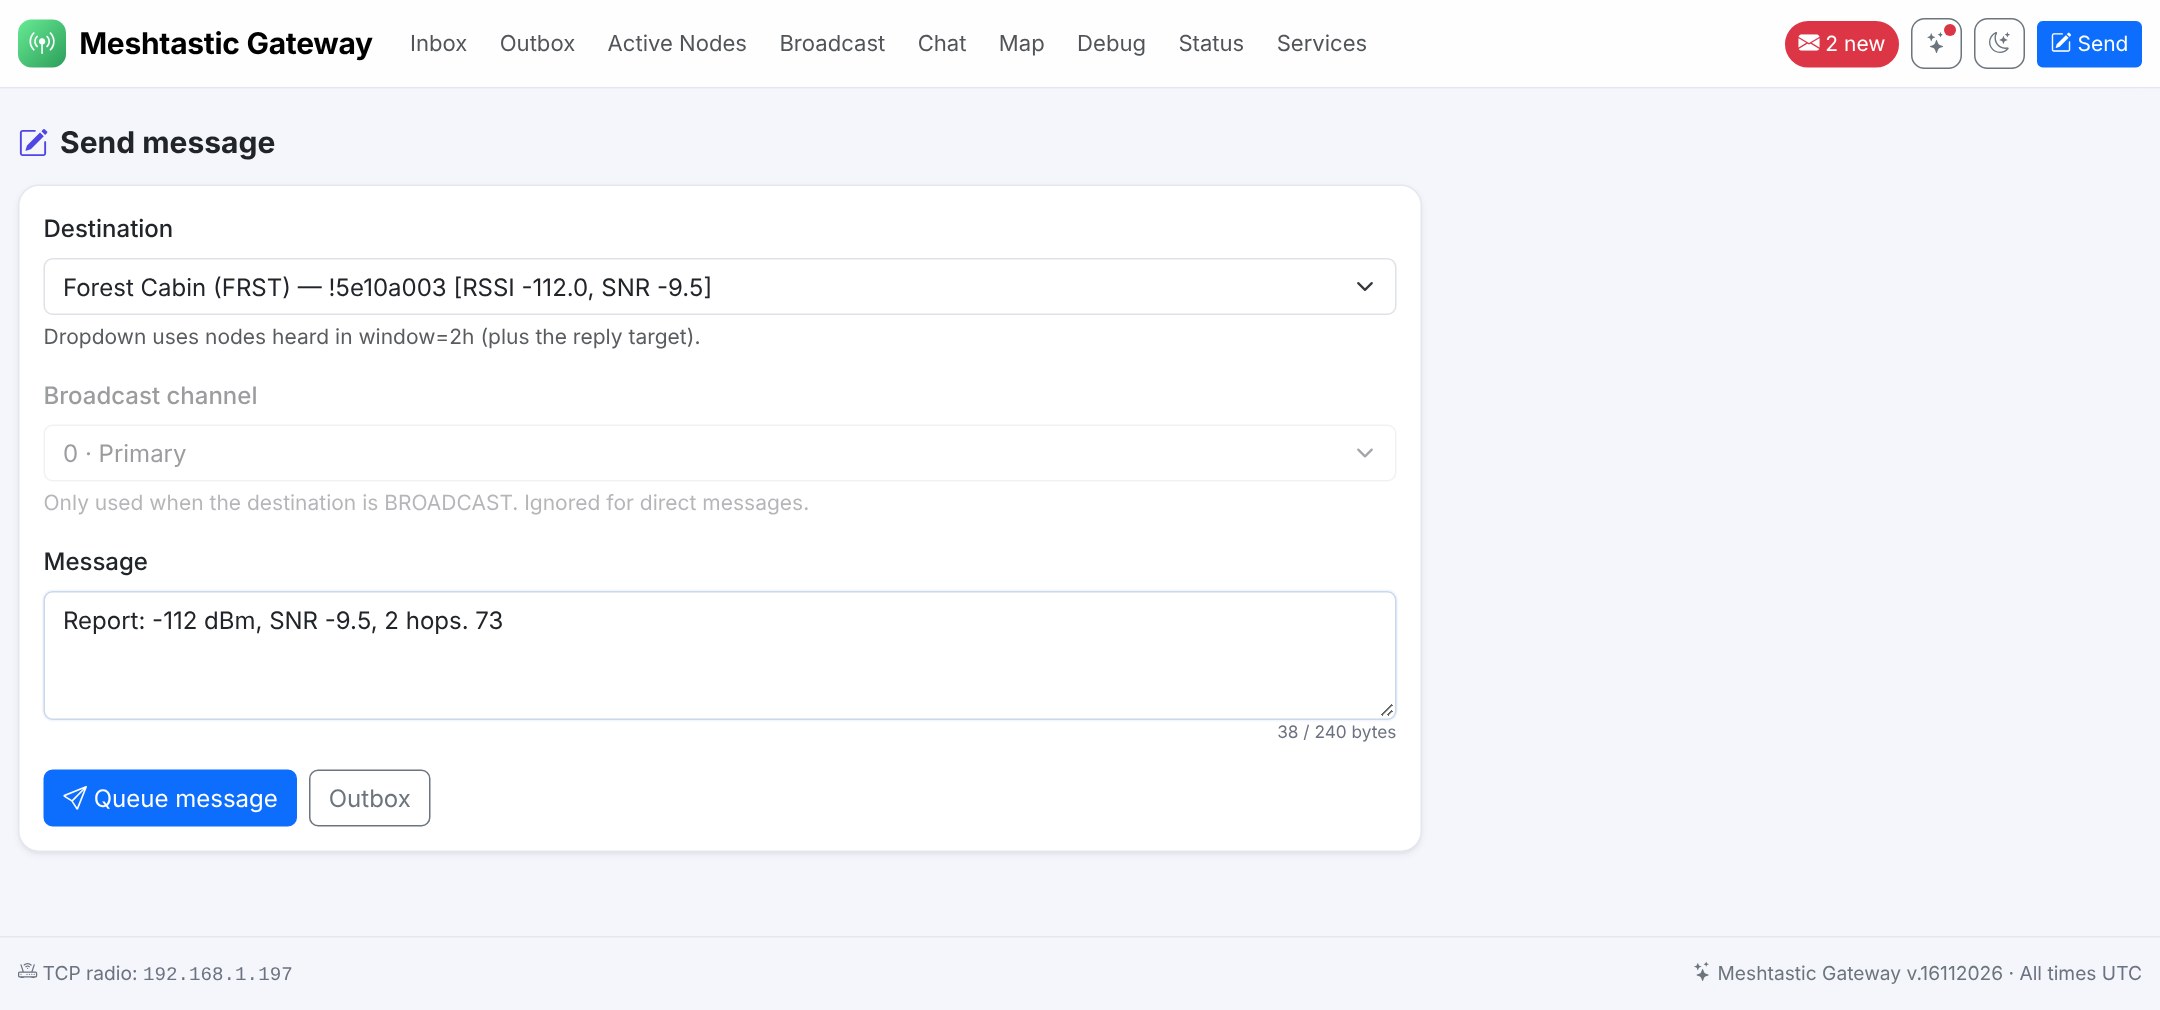 Meshtastic Gateway
Inbox
Outbox
Active Nodes
Broadcast
Chat
Map
Debug
Status
Services
2 new
Send
Send message
Destination
Forest Cabin (FRST) — !5e10a003 [RSSI -112.0, SNR -9.5]
Dropdown uses nodes heard in window=2h (plus the reply target).
Broadcast channel
0 · Primary
Only used when the destination is BROADCAST. Ignored for direct messages.
Message
Report: -112 dBm, SNR -9.5, 2 hops. 73
38 / 240 bytes
Queue message
Outbox
TCP radio: 192.168.1.197
Meshtastic Gateway v.16112026 · All times UTC